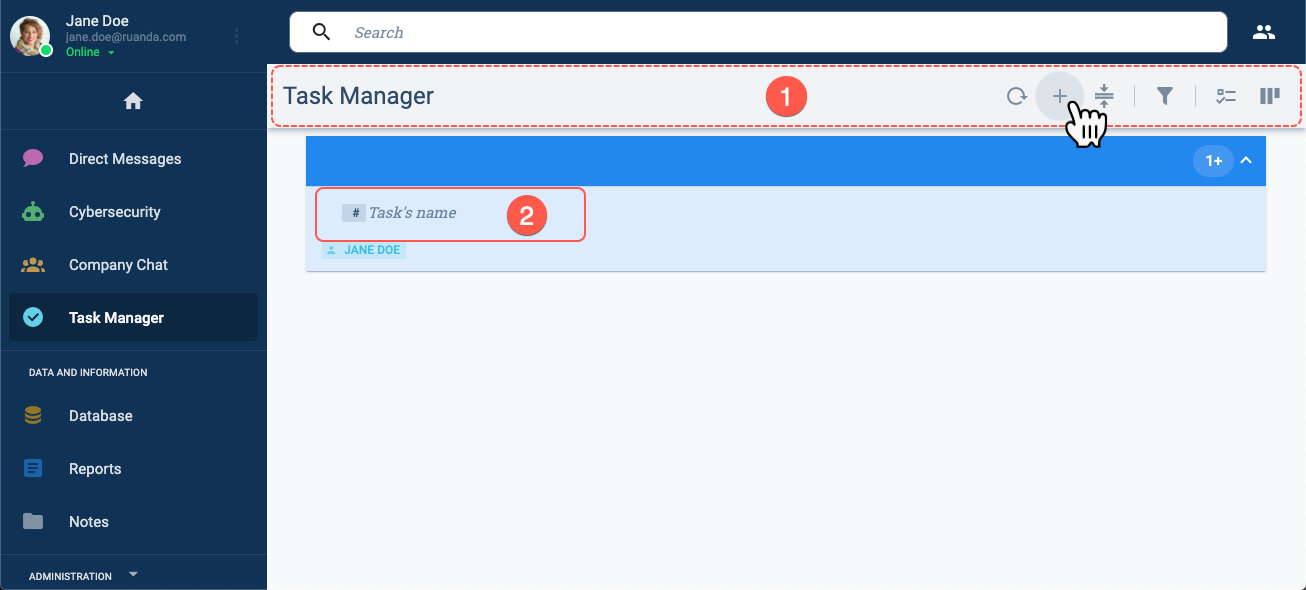 Jane Doe
jane.doe@ruanda.com
Online
Search
Task Manager
1
1+
# Task's name
2
JANE DOE
Direct Messages
Cybersecurity
Company Chat
Task Manager
DATA AND INFORMATION
Database
Reports
Notes
ADMINISTRATION